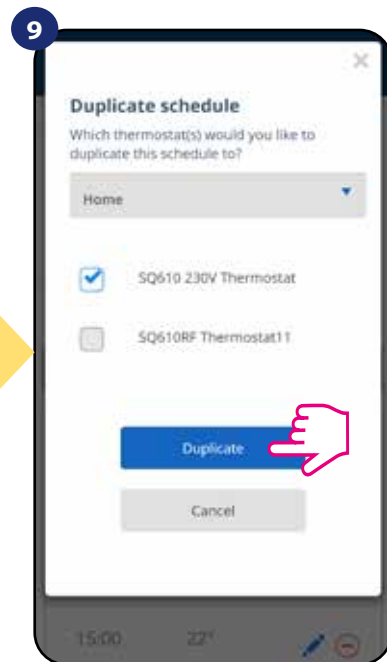 9
Duplicate schedule
Which thermostat(s) would you like to
duplicate this schedule to?
Home
SQ610 230V Thermostat
SQ610RF Thermostat11
Duplicate
Cancel
15:00 22°